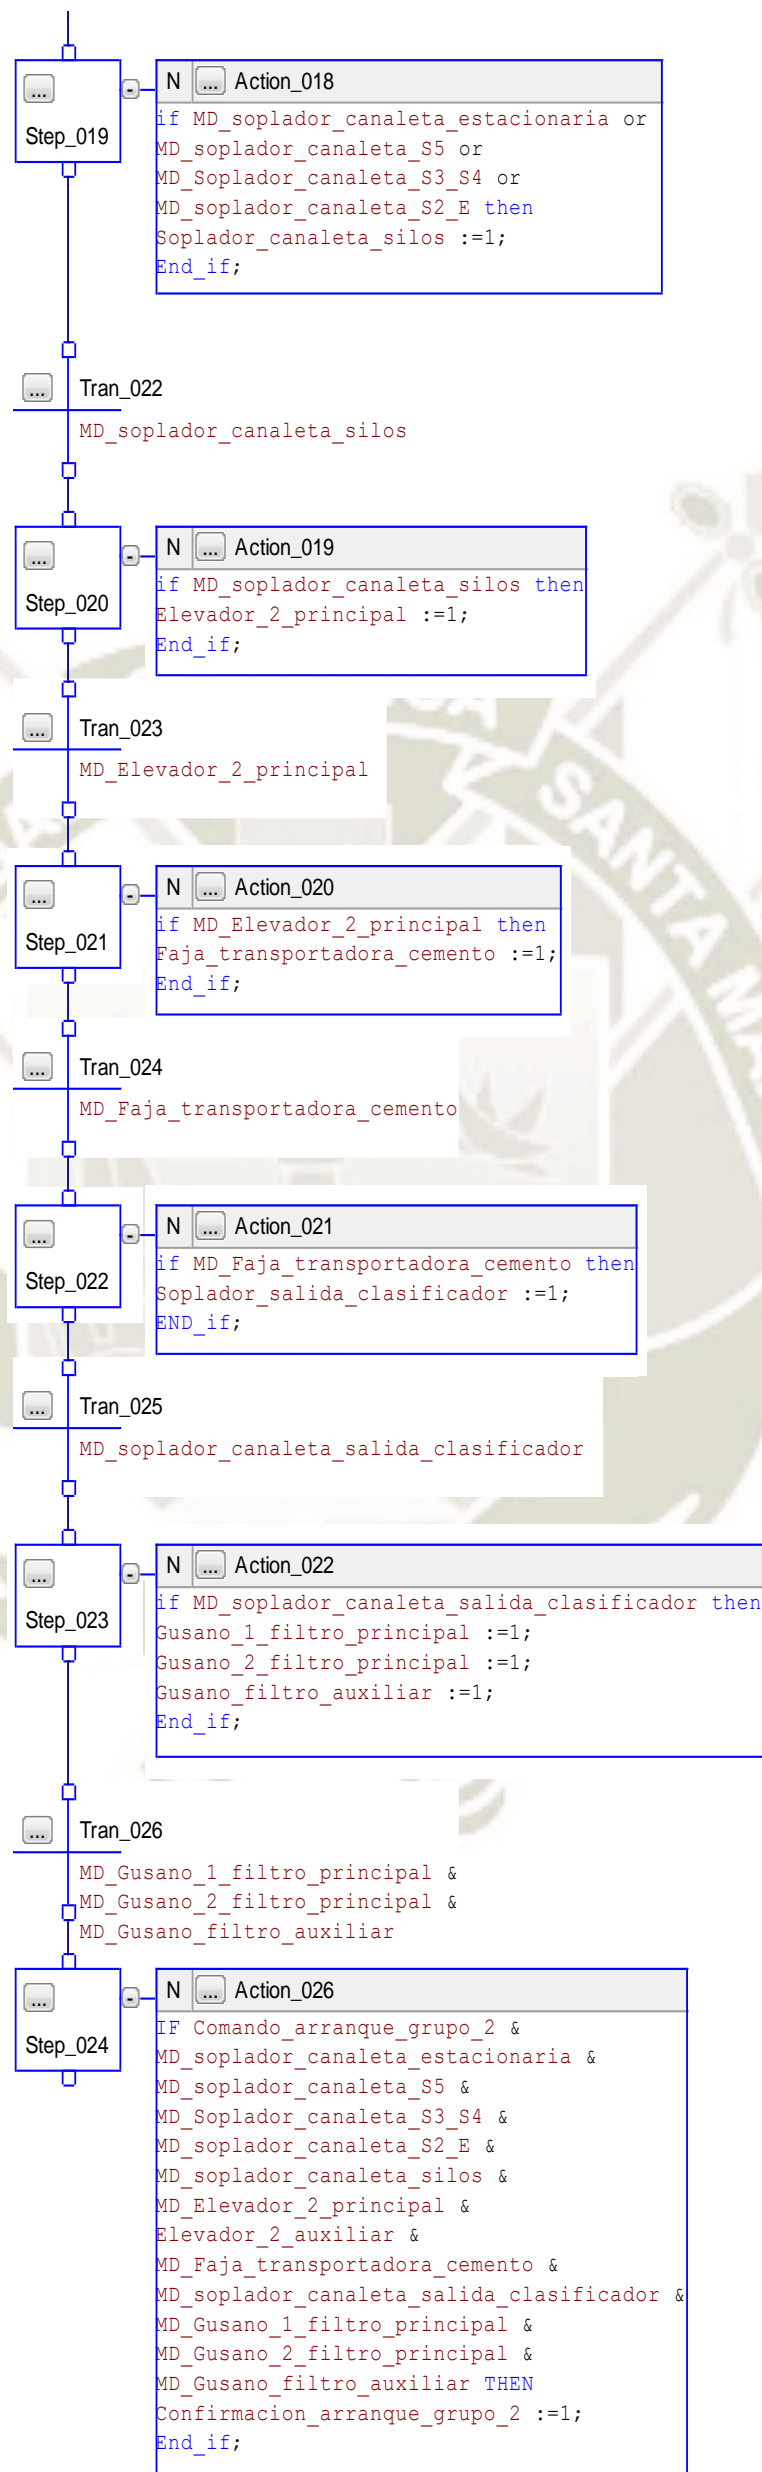 N ... Action_018
...
Step_019
if MD_soplador_canaleta_estacionaria or
MD_soplador_canaleta_S5 or
MD_Soplador_canaleta_S3_S4 or
MD_soplador_canaleta_S2_E then
Soplador_canaleta_silos :=1;
End_if;
... Tran_022
MD_soplador_canaleta_silos
N ... Action_019
...
Step_020
if MD_soplador_canaleta_silos then
Elevador_2_principal :=1;
End_if;
... Tran_023
MD_Elevador_2_principal
SANTA MA
N ... Action_020
...
Step_021
if MD_Elevador_2_principal then
Faja_transportadora_cemento :=1;
End_if;
... Tran_024
MD_Faja_transportadora_cemento
N ... Action_021
...
Step_022
if MD_Faja_transportadora_cemento then
Soplador_salida_clasificador :=1;
END_if;
... Tran_025
MD_soplador_canaleta_salida_clasificador
N ... Action_022
...
Step_023
if MD_soplador_canaleta_salida_clasificador then
Gusano_1_filtro_principal :=1;
Gusano_2_filtro_principal :=1;
Gusano_filtro_auxiliar :=1;
End_if;
... Tran_026
MD_Gusano_1_filtro_principal &
MD_Gusano_2_filtro_principal &
MD_Gusano_filtro_auxiliar
N ... Action_026
...
Step_024
IF Comando_arranque_grupo_2 &
MD_soplador_canaleta_estacionaria &
MD_soplador_canaleta_S5 &
MD_Soplador_canaleta_S3_S4 &
MD_soplador_canaleta_S2_E &
MD_soplador_canaleta_silos &
MD_Elevador_2_principal &
Elevador_2_auxiliar &
MD_Faja_transportadora_cemento &
MD_soplador_canaleta_salida_clasificador &
MD_Gusano_1_filtro_principal &
MD_Gusano_2_filtro_principal &
MD_Gusano_filtro_auxiliar THEN
Confirmacion_arranque_grupo_2 :=1;
End_if;